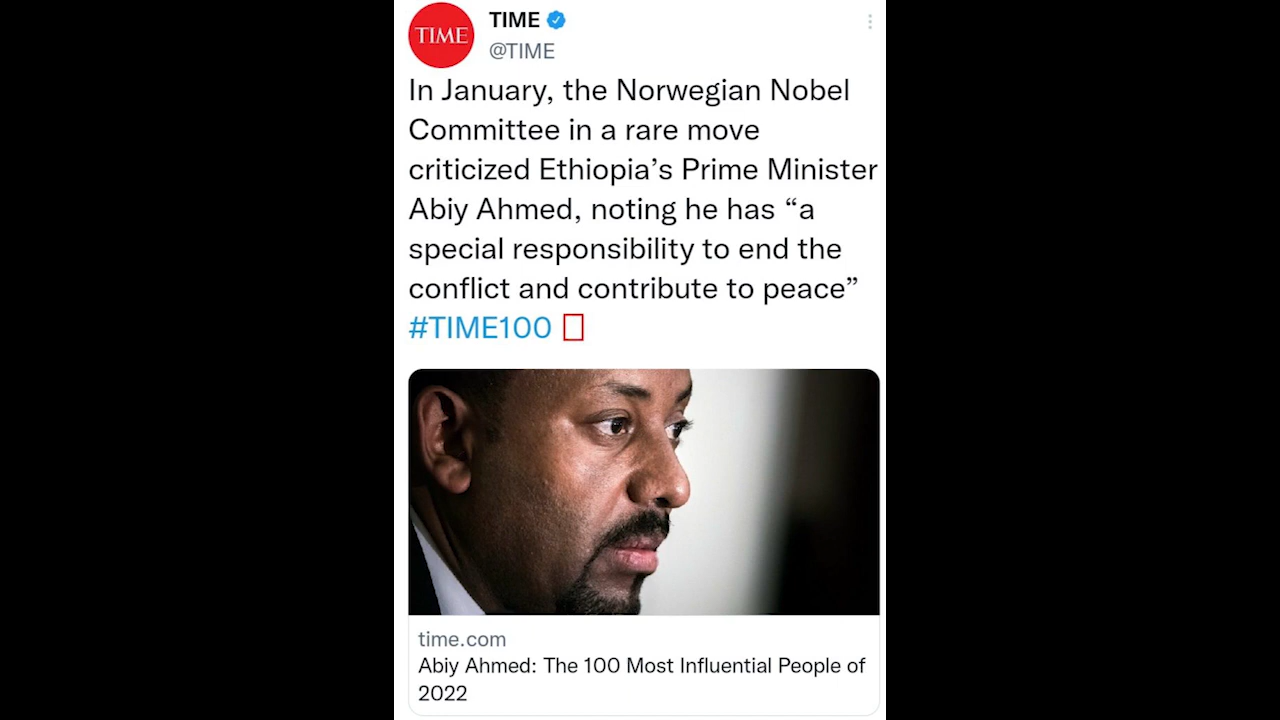 TIME
TIME
@TIME
In January, the Norwegian Nobel
Committee in a rare move
criticized Ethiopia’s Prime Minister
Abiy Ahmed, noting he has “a
special responsibility to end the
conflict and contribute to peace”
#TIME100
time.com
Abiy Ahmed: The 100 Most Influential People of
2022